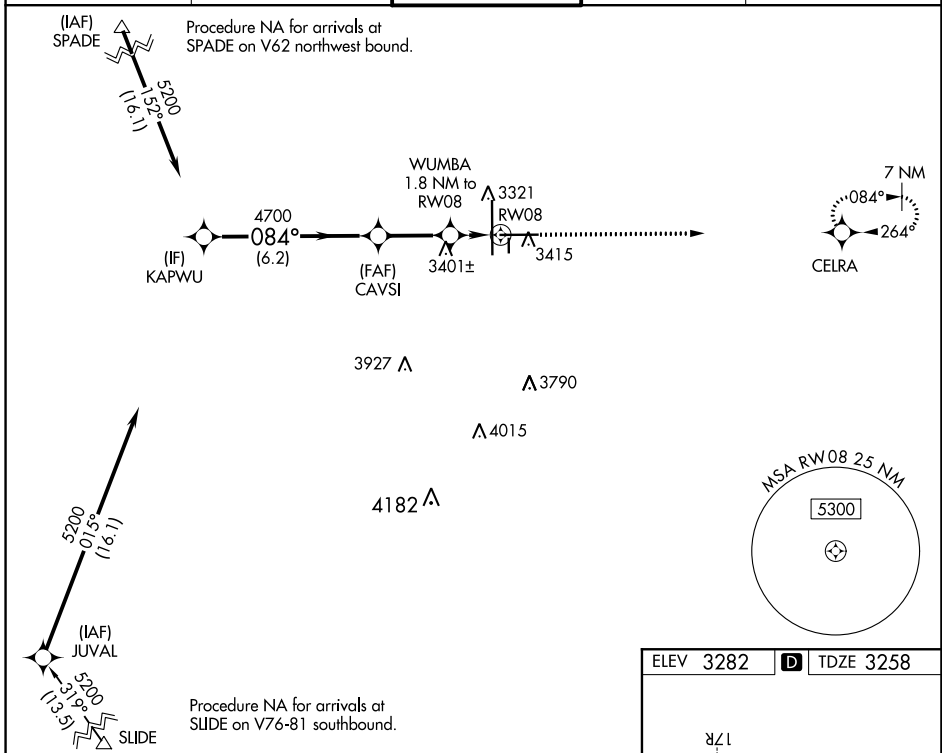 (IAF)
SPADE
Procedure NA for arrivals at
SPADE on V62 northwest bound.
5200
152°
(16.1)
WUMBA
1.8 NM to
RW08
3321
RW08
7 NM
084°
264°
4700
084°
(6.2)
(IF)
KAPWU
(FAF)
CAVSI
3401±
3415
CELRA
3927
3790
4015
4182
MSA RW08 25 NM
5300
5200
015°
(16.1)
(IAF)
JUVAL
5200
319°
(13.5)
SLIDE
Procedure NA for arrivals at
SLIDE on V76-81 southbound.
ELEV 3282 D TDZE 3258
17R